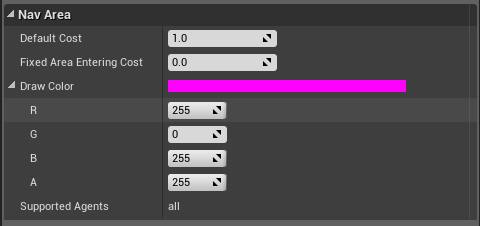 Nav Area
Default Cost 1.0
Fixed Area Entering Cost 0.0
Draw Color
R 255
G 0
B 255
A 255
Supported Agents all